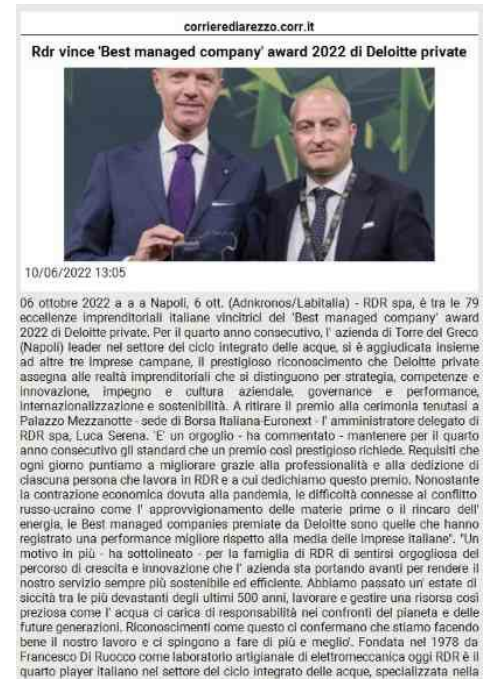 corrierediarezzo.corr.it
Rdr vince 'Best managed company' award 2022 di Deloitte private
10/06/2022 13:05
06 ottobre 2022 a a a Napoli, 6 ott. (Adnkronos/Labitalia) - RDR spa, è tra le 79
eccellenze imprenditoriali italiane vincitrici del 'Best managed company' award
2022 di Deloitte private. Per il quarto anno consecutivo, l' azienda di Torre del Greco
(Napoli) leader nel settore del ciclo integrato delle acque, si è aggiudicata insieme
ad altre tre imprese campane, il prestigioso riconoscimento che Deloitte private
assegna alle realtà imprenditoriali che si distinguono per strategia, competenze e
innovazione, impegno e cultura aziendale, governance e performance,
internazionalizzazione e sostenibilità. A ritirare il premio alla cerimonia tenutasi a
Palazzo Mezzanotte - sede di Borsa Italiana-Euronext - l' amministratore delegato di
RDR spa, Luca Serena. 'E' un orgoglio - ha commentato - mantenere per il quarto
anno consecutivo gli standard che un premio così prestigioso richiede. Requisiti che
ogni giorno puntiamo a migliorare grazie alla professionalità e alla dedizione di
ciascuna persona che lavora in RDR e a cui dedichiamo questo premio. Nonostante
la contrazione economica dovuta alla pandemia, le difficoltà connesse al conflitto
russo-ucraino come l' approvvigionamento delle materie prime o il rincaro dell'
energia, le Best managed companies premiate da Deloitte sono quelle che hanno
registrato una performance migliore rispetto alla media delle imprese italiane". "Un
motivo in più - ha sottolineato - per la famiglia di RDR di sentirsi orgogliosa del
percorso di crescita e innovazione che l' azienda sta portando avanti per rendere il
nostro servizio sempre più sostenibile ed efficiente. Abbiamo passato un' estate di
siccità tra le più devastanti degli ultimi 500 anni, lavorare e gestire una risorsa così
preziosa come l' acqua ci carica di responsabilità nei confronti del pianeta e delle
future generazioni. Riconoscimenti come questo ci confermano che stiamo facendo
bene il nostro lavoro e ci spingono a fare di più e meglio'. Fondata nel 1978 da
Francesco Di Ruocco come laboratorio artigianale di elettromeccanica oggi RDR è il
quarto player italiano nel settore del ciclo integrato delle acque, specializzata nella